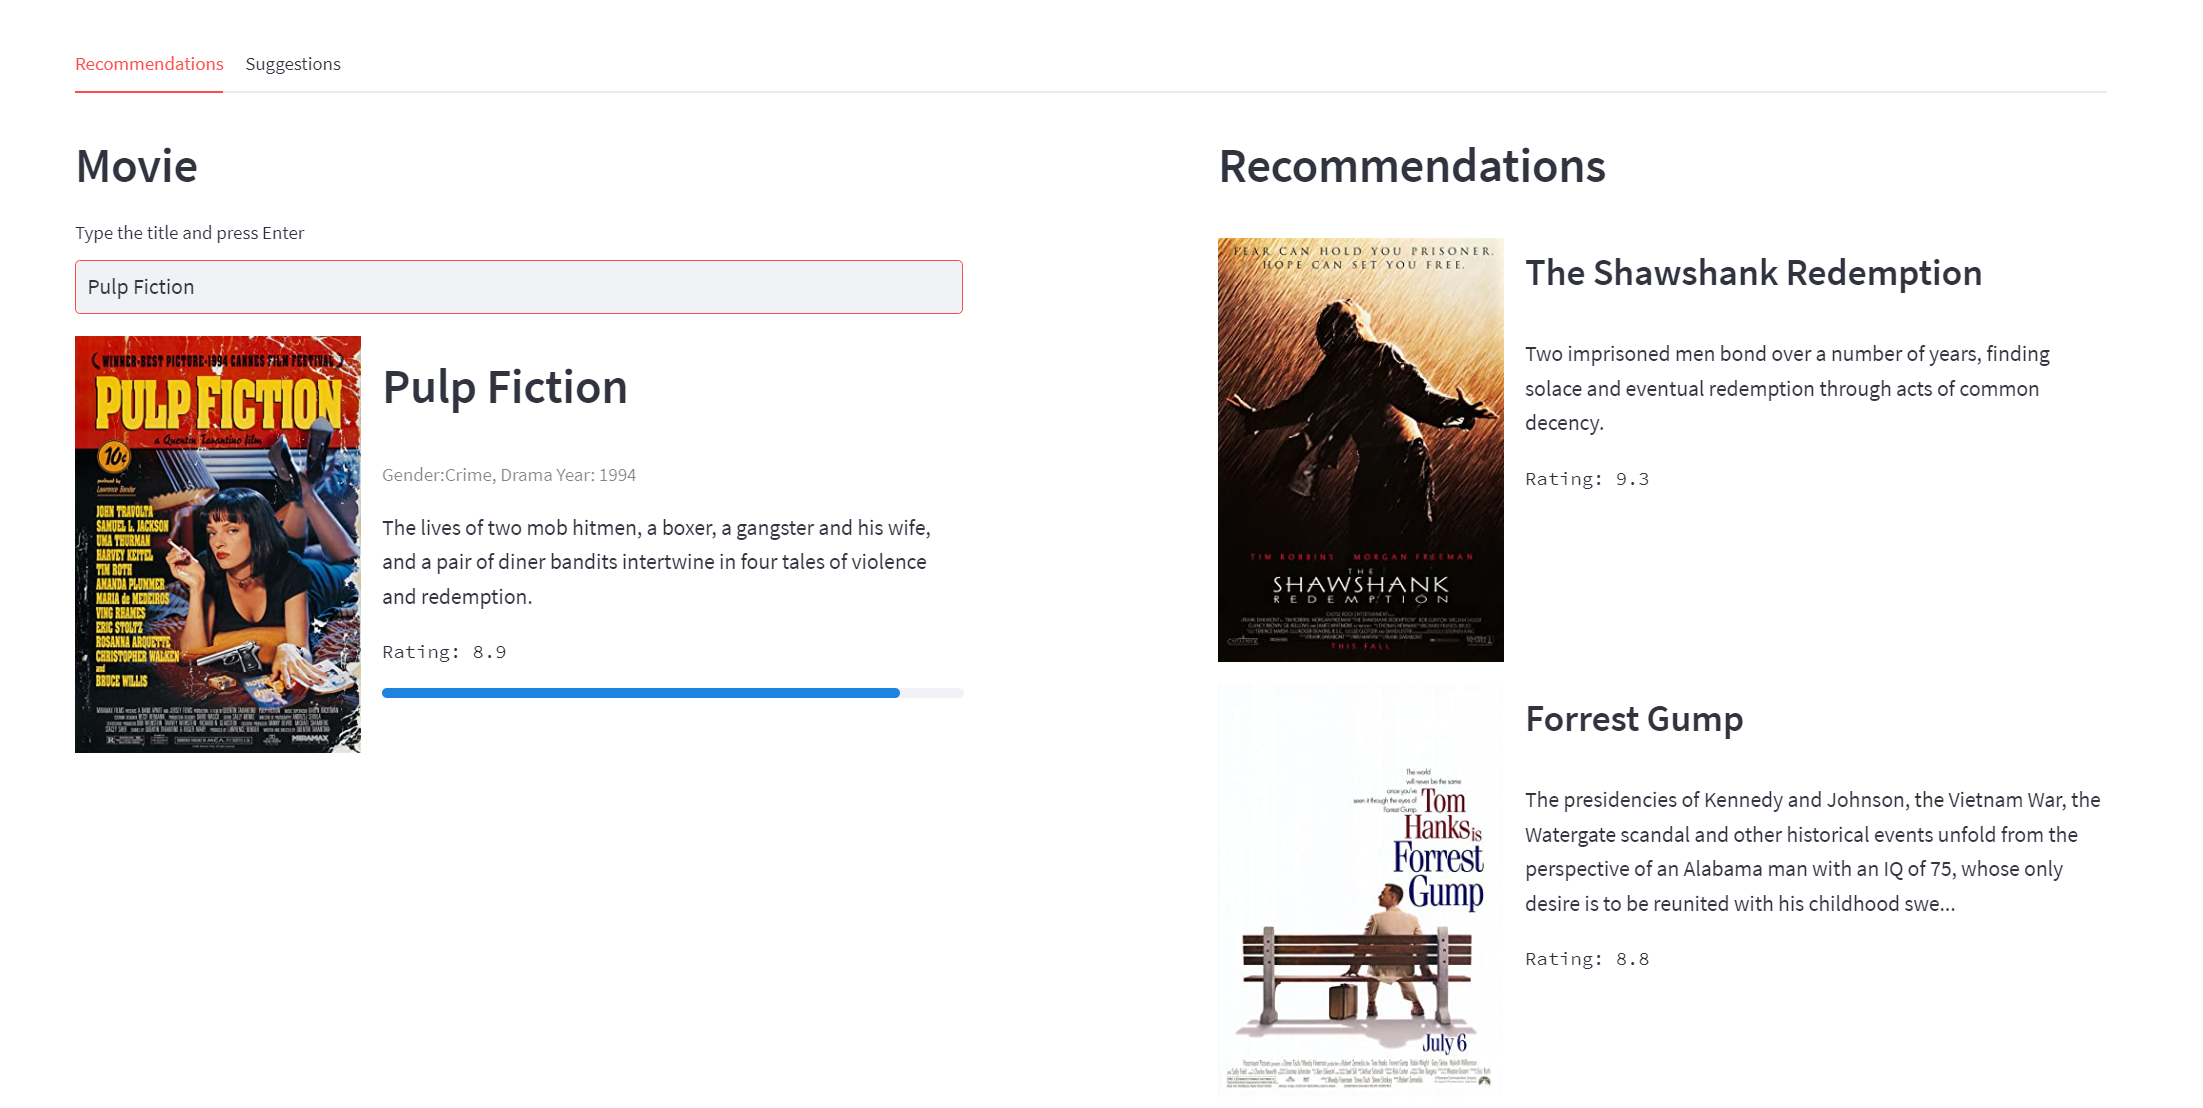 Recommendations
Suggestions
Movie
Type the title and press Enter
Pulp Fiction
WINNER-BEST PICTURE-1994 CANNES FILM FESTIVAL
PULP FICTION
a Quentin Tarantino film
10¢
produced by
Lawrence Bender
JOHN TRAVOLTA
SAMUEL L. JACKSON
UMA THURMAN
HARVEY KEITEL
TIM ROTH
AMANDA PLUMMER
MARIA de MEDEIROS
VING RHAMES
ERIC STOLTZ
ROSANNA ARQUETTE
CHRISTOPHER WALKEN
and
BRUCE WILLIS
MIRAMAX
Pulp Fiction
Gender:Crime, Drama Year: 1994
The lives of two mob hitmen, a boxer, a gangster and his wife,
and a pair of diner bandits intertwine in four tales of violence
and redemption.
Rating: 8.9
Recommendations
FEAR CAN HOLD YOU PRISONER.
HOPE CAN SET YOU FREE.
TIM ROBBINS MORGAN FREEMAN
THE
SHAWSHANK
REDEMPTION
THIS FALL
The Shawshank Redemption
Two imprisoned men bond over a number of years, finding
solace and eventual redemption through acts of common
decency.
Rating: 9.3
The world
will never be the same
once you've
seen it through the eyes of
Forrest Gump.
Tom
Hanks is
Forrest
Gump
July 6
Forrest Gump
The presidencies of Kennedy and Johnson, the Vietnam War, the
Watergate scandal and other historical events unfold from the
perspective of an Alabama man with an IQ of 75, whose only
desire is to be reunited with his childhood swe...
Rating: 8.8